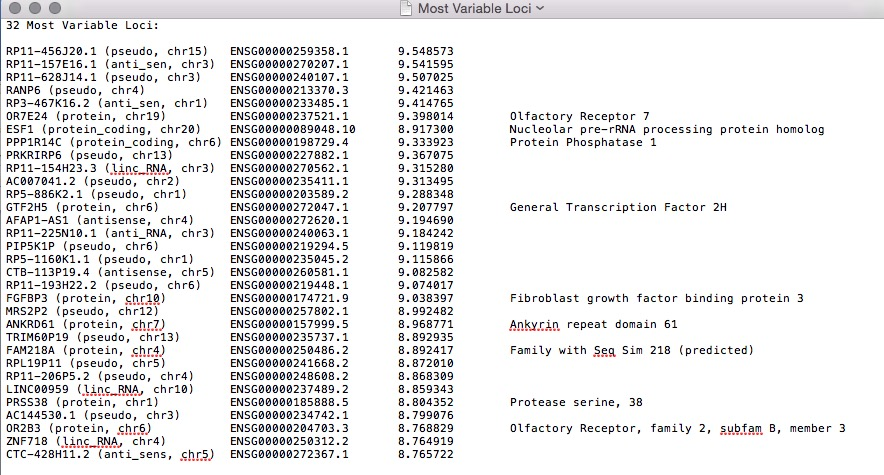 Most Variable Loci
32 Most Variable Loci:
RP11-456J20.1 (pseudo, chr15) ENSG00000259358.1 9.548573
RP11-157E16.1 (anti_sen, chr3) ENSG00000270207.1 9.541595
RP11-628J14.1 (pseudo, chr3) ENSG00000240107.1 9.507025
RANP6 (pseudo, chr4) ENSG00000213370.3 9.421463
RP3-467K16.2 (anti_sen, chr1) ENSG00000233485.1 9.414765
OR7E24 (protein, chr19) ENSG00000237521.1 9.398014 Olfactory Receptor 7
ESF1 (protein_coding, chr20) ENSG00000089048.10 8.917300 Nucleolar pre-rRNA processing protein homolog
PPP1R14C (protein_coding, chr6) ENSG00000198729.4 9.333923 Protein Phosphatase 1
PRKRIRP6 (pseudo, chr13) ENSG00000227882.1 9.367075
RP11-154H23.3 (linc_RNA, chr3) ENSG00000270562.1 9.315280
AC007041.2 (pseudo, chr2) ENSG00000235411.1 9.313495
RP5-886K2.1 (pseudo, chr1) ENSG00000203589.2 9.288348
GTF2H5 (protein, chr6) ENSG00000272047.1 9.207797 General Transcription Factor 2H
AFAP1-AS1 (antisense, chr4) ENSG00000272620.1 9.194690
RP11-225N10.1 (anti_RNA, chr3) ENSG00000240063.1 9.184242
PIP5K1P (pseudo, chr6) ENSG00000219294.5 9.119819
RP5-1160K1.1 (pseudo, chr1) ENSG00000235045.2 9.115866
CTB-113P19.4 (antisense, chr5) ENSG00000260581.1 9.082582
RP11-193H22.2 (pseudo, chr6) ENSG00000219448.1 9.074017
FGFBP3 (protein, chr10) ENSG00000174721.9 9.038397 Fibroblast growth factor binding protein 3
MRS2P2 (pseudo, chr12) ENSG00000257802.1 8.992482
ANKRD61 (protein, chr7) ENSG00000157999.5 8.968771 Ankyrin repeat domain 61
TRIM60P19 (pseudo, chr13) ENSG00000235737.1 8.892935
FAM218A (protein, chr4) ENSG00000250486.2 8.892417 Family with Seq Sim 218 (predicted)
RPL19P11 (pseudo, chr5) ENSG00000241668.2 8.872010
RP11-206P5.2 (pseudo, chr4) ENSG00000248608.2 8.868309
LINC00959 (linc_RNA, chr10) ENSG00000237489.2 8.859343
PRSS38 (protein, chr1) ENSG00000185888.5 8.804352 Protease serine, 38
AC144530.1 (pseudo, chr3) ENSG00000234742.1 8.799076
OR2B3 (protein, chr6) ENSG00000204703.3 8.768829 Olfactory Receptor, family 2, subfam B, member 3
ZNF718 (linc_RNA, chr4) ENSG00000250312.2 8.764919
CTC-428H11.2 (anti_sens, chr5) ENSG00000272367.1 8.765722